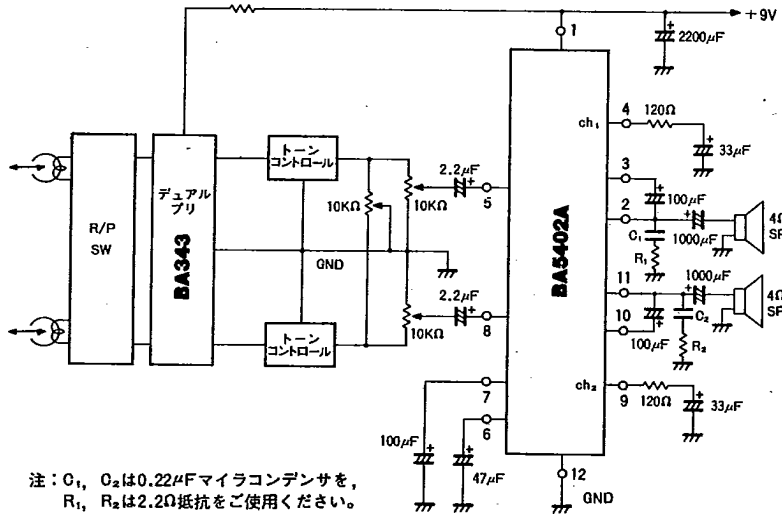 +9V
1
2200μF
ch₁
4
120Ω
33μF
3
100μF
2
C₁
R₁
1000μF
4Ω
SP
トーン
コントロール
2.2μF
5
10KΩ
10KΩ
R/P
SW
デュアル
プリ
BA343
GND
BA5402A
11
1000μF
4Ω
SP
10
100μF
C₂
R₂
2.2μF
8
10KΩ
トーン
コントロール
7
6
ch₂
9
120Ω
33μF
100μF
47μF
12
GND
注：C₁, C₂は0.22μFマイラコンデンサを,
R₁, R₂は2.2Ω抵抗をご使用ください。